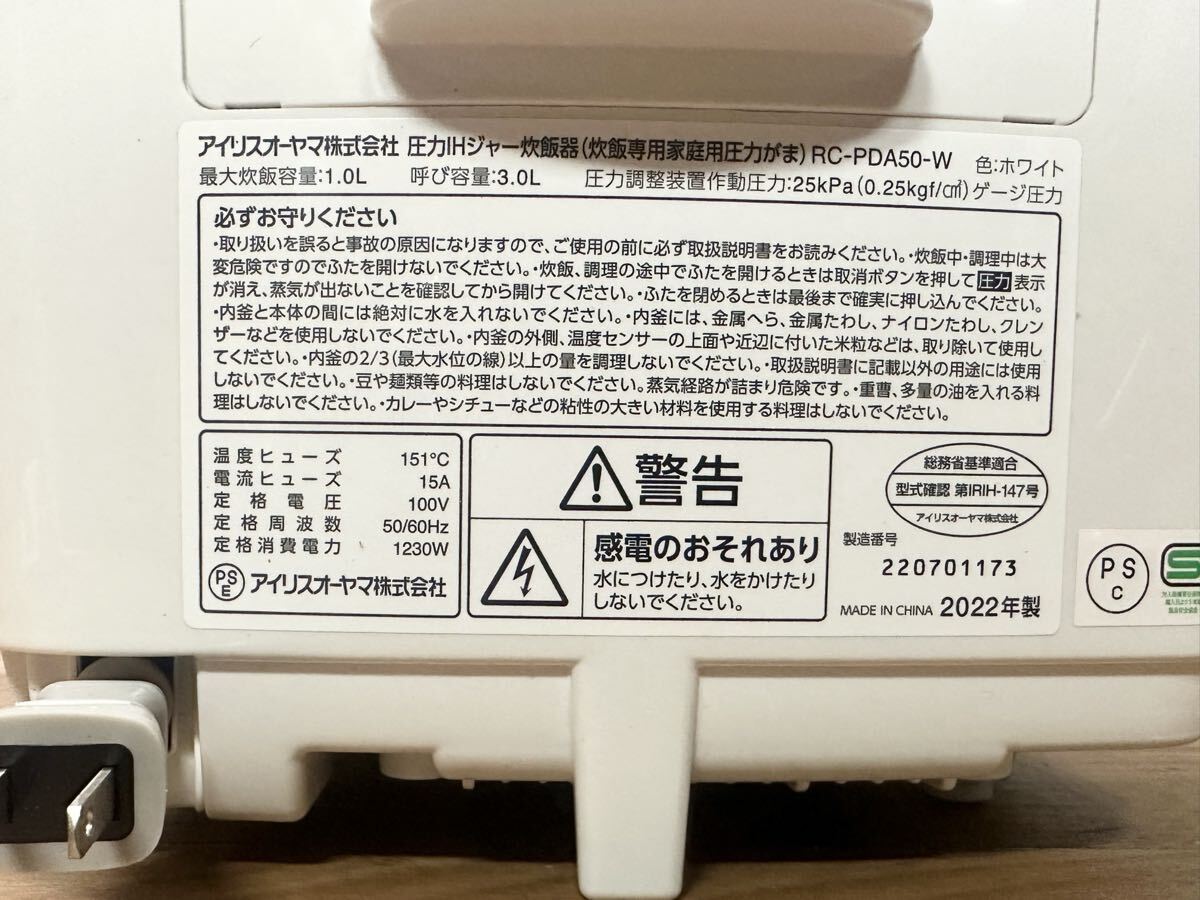 アイリスオーヤマ株式会社 圧力IHジャー炊飯器(炊飯専用家庭用圧力がま) RC-PDA50-W 色:ホワイト
最大炊飯容量:1.0L 呼び容量:3.0L 圧力調整装置作動圧力:25kPa(0.25kgf/c㎡)ゲージ圧力
必ずお守りください
・取り扱いを誤ると事故の原因になりますので、ご使用の前に必ず取扱説明書をお読みください。・炊飯中・調理中は大
変危険ですのでふたを開けないでください。・炊飯、調理の途中でふたを開けるときは取消ボタンを押して圧力表示
が消え、蒸気が出ないことを確認してから開けてください。・ふたを閉めるときは最後まで確実に押し込んでください。
・内釜と本体の間には絶対に水を入れないでください。・内釜には、金属へら、金属たわし、ナイロンたわし、クレン
ザーなどを使用しないでください。・内釜の外側、温度センサーの上面や近辺に付いた米粒などは、取り除いて使用し
てください。・内釜の2/3(最大水位の線)以上の量を調理しないでください。・取扱説明書に記載以外の用途には使用
しないでください。・豆や麺類等の料理はしないでください。蒸気経路が詰まり危険です。・重曹、多量の油を入れる料
理はしないでください。・カレーやシチューなどの粘性の大きい材料を使用する料理はしないでください。
温度ヒューズ 151℃
電流ヒューズ 15A
定格電圧 100V
定格周波数 50/60Hz
定格消費電力 1230W
PSE アイリスオーヤマ株式会社
警告
感電のおそれあり
水につけたり、水をかけたり
しないでください。
総務省基準適合
型式確認 第IRIH-147号
アイリスオーヤマ株式会社
製造番号
220701173
MADE IN CHINA 2022年製
PS
C
S